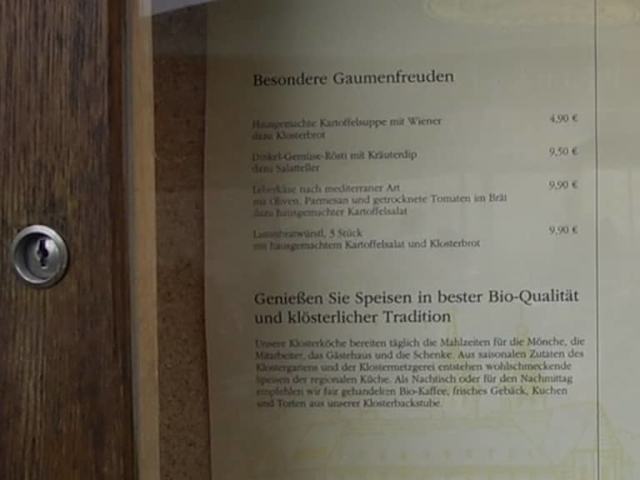 Besondere Gaumenfreuden
Hausgemachte Kartoffelsuppe mit Wiener 4,90 €
dazu Klosterbrot
Dinkel-Gemüse-Rösti mit Kräuterdip 9,50 €
dazu Salatteller
Leberkäse nach mediterraner Art 9,90 €
mit Oliven, Parmesan und getrocknete Tomaten im Brät
dazu hausgemachter Kartoffelsalat
Lammbratwürstl, 3 Stück 9,90 €
mit hausgemachtem Kartoffelsalat und Klosterbrot
Genießen Sie Speisen in bester Bio-Qualität
und klösterlicher Tradition
Unsere Klosterköche bereiten täglich die Mahlzeiten für die Mönche, die
Mitarbeiter, das Gästehaus und die Schenke. Aus saisonalen Zutaten des
Klostergartens und der Klostermetzgerei entstehen wohlschmeckende
Speisen der regionalen Küche. Als Nachtisch oder für den Nachmittag
empfehlen wir fair gehandelten Bio-Kaffee, frisches Gebäck, Kuchen
und Torten aus unserer Klosterbackstube.